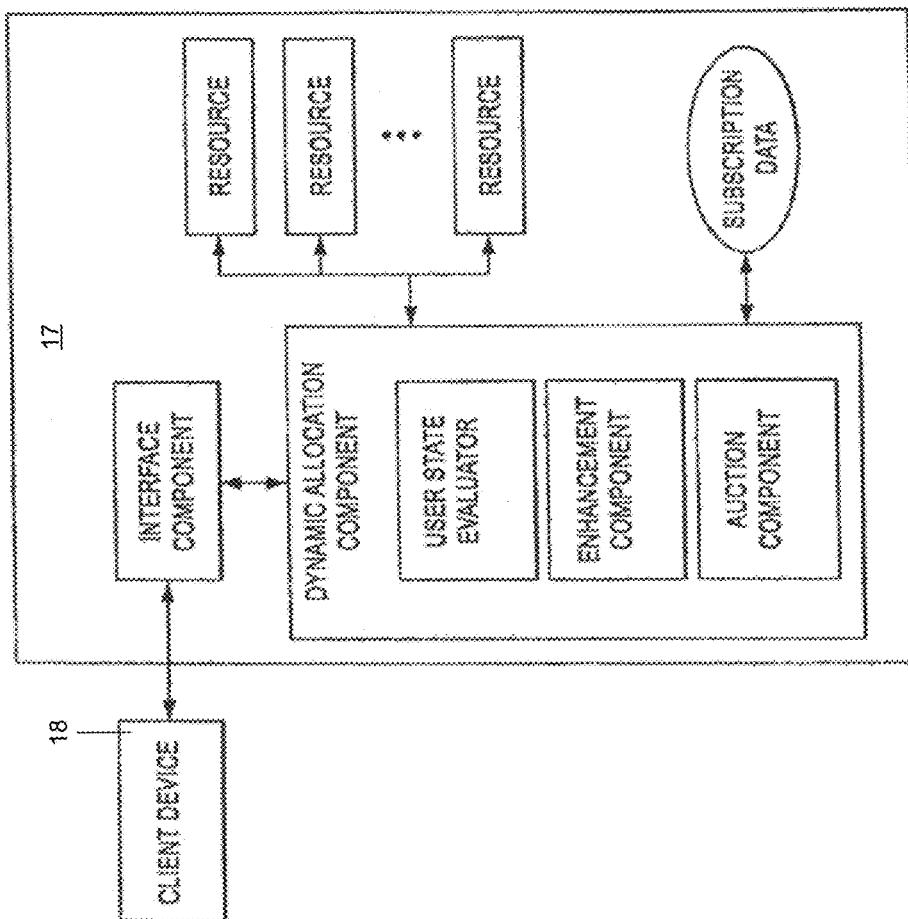 18
CLIENT DEVICE
17
INTERFACE
COMPONENT
DYNAMIC ALLOCATION
COMPONENT
USER STATE
EVALUATOR
ENHANCEMENT
COMPONENT
AUCTION
COMPONENT
RESOURCE
RESOURCE
•••
RESOURCE
SUBSCRIPTION
DATA